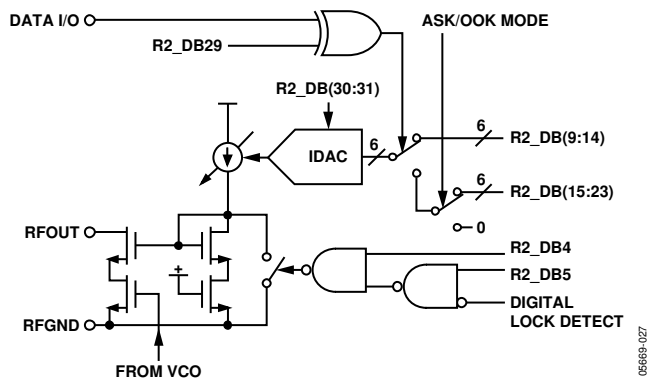 DATA I/O
ASK/OOK MODE
R2_DB29
R2_DB(30:31)
6
R2_DB(9:14)
IDAC
6
6
R2_DB(15:23)
0
RFOUT
R2_DB4
+
R2_DB5
DIGITAL
LOCK DETECT
RFGND
FROM VCO
05669-027